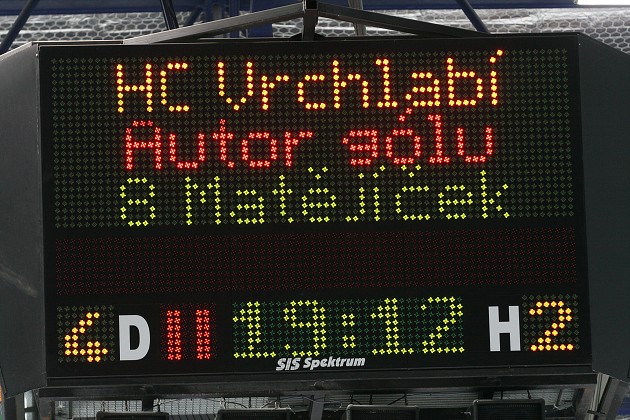 HC Vrchlabí
Autor gólu
8 Matějíček
4 D II 19:12 H 2
SIS Spektrum